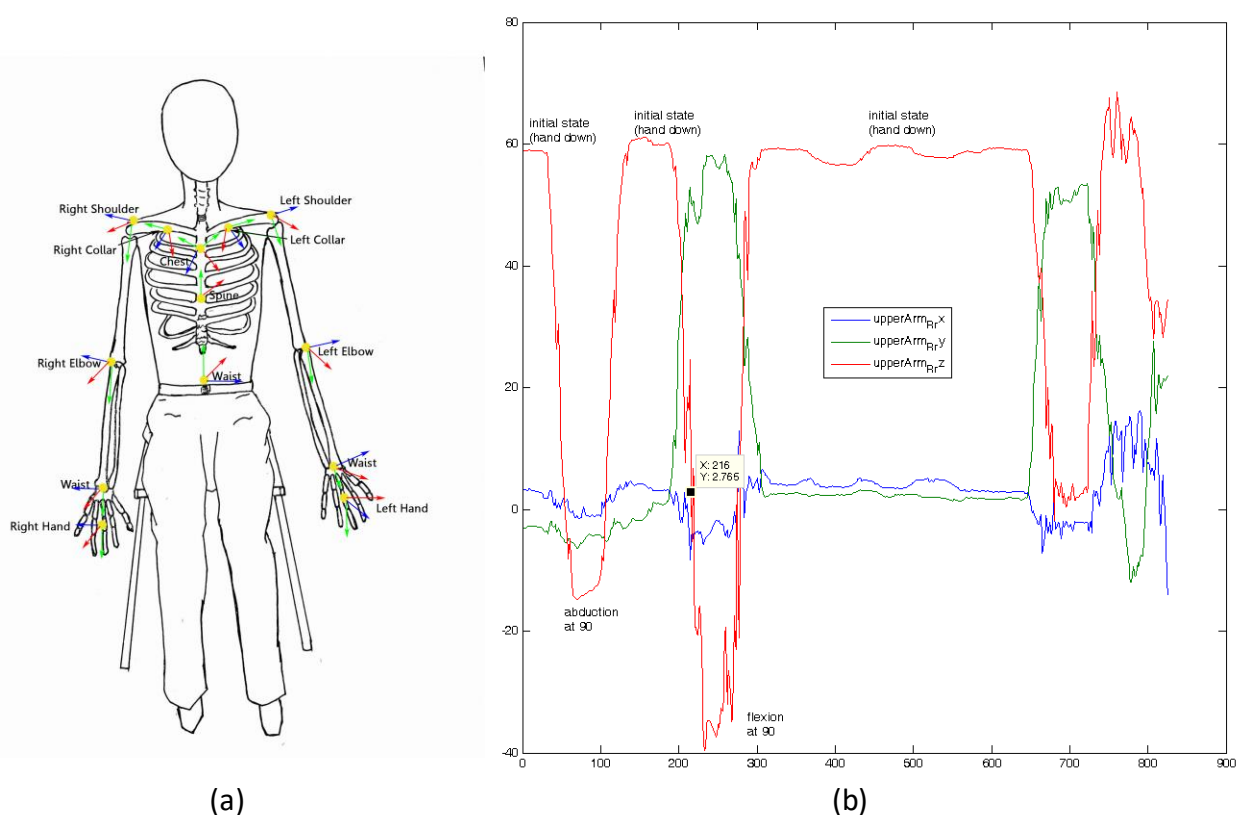 Left Shoulder
Right Shoulder
Left Collar
Right Collar
Chest
Spine
Right Elbow
Left Elbow
Waist
Waist
Waist
Left Hand
Right Hand
(a)
80
60
40
20
0
-20
-40
0
100
200
300
400
500
600
700
800
900
initial state
(hand down)
initial state
(hand down)
initial state
(hand down)
upperArm_Rr x
upperArm_Rr y
upperArm_Rr z
X: 216
Y: 2.765
abduction
at 90
flexion
at 90
(b)